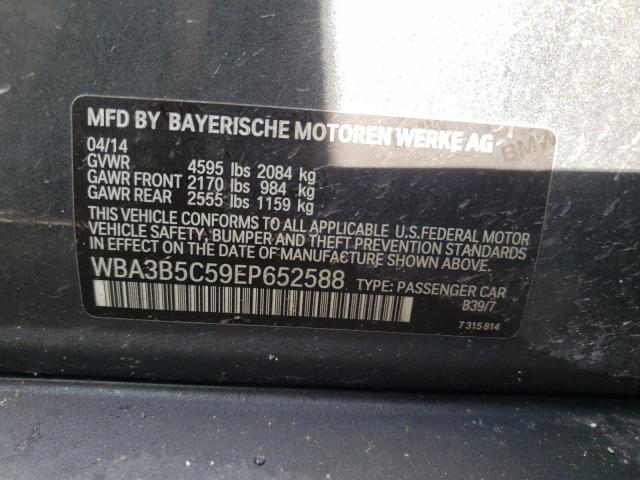 MFD BY BAYERISCHE MOTOREN WERKE AG
BMW
04/14
GVWR 4595 lbs 2084 kg
GAWR FRONT 2170 lbs 984 kg
GAWR REAR 2555 lbs 1159 kg
THIS VEHICLE CONFORMS TO ALL APPLICABLE U.S.FEDERAL MOTOR
VEHICLE SAFETY, BUMPER AND THEFT PREVENTION STANDARDS
IN EFFECT ON THE DATE OF MANUFACTURE SHOWN ABOVE.
WBA3B5C59EP652588 TYPE: PASSENGER CAR
B39/7
7 315 814